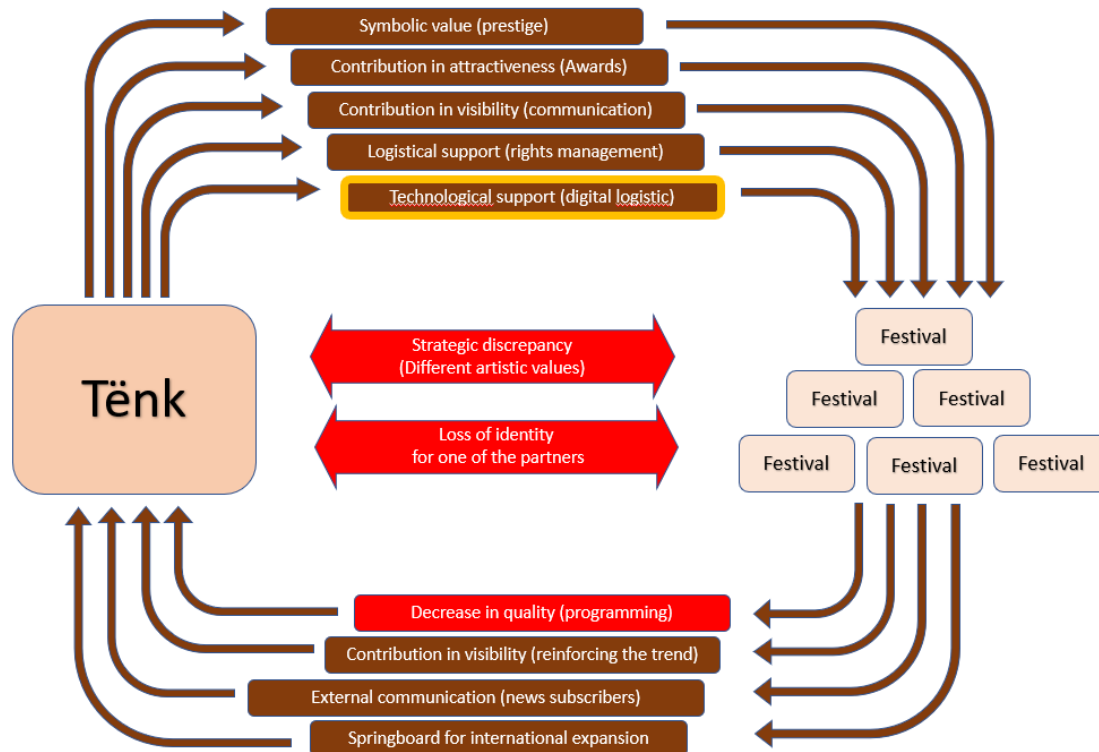 Symbolic value (prestige)
Contribution in attractiveness (Awards)
Contribution in visibility (communication)
Logistical support (rights management)
Technological support (digital logistic)
Tënk
Strategic discrepancy
(Different artistic values)
Loss of identity
for one of the partners
Festival
Festival
Festival
Festival
Festival
Festival
Decrease in quality (programming)
Contribution in visibility (reinforcing the trend)
External communication (news subscribers)
Springboard for international expansion